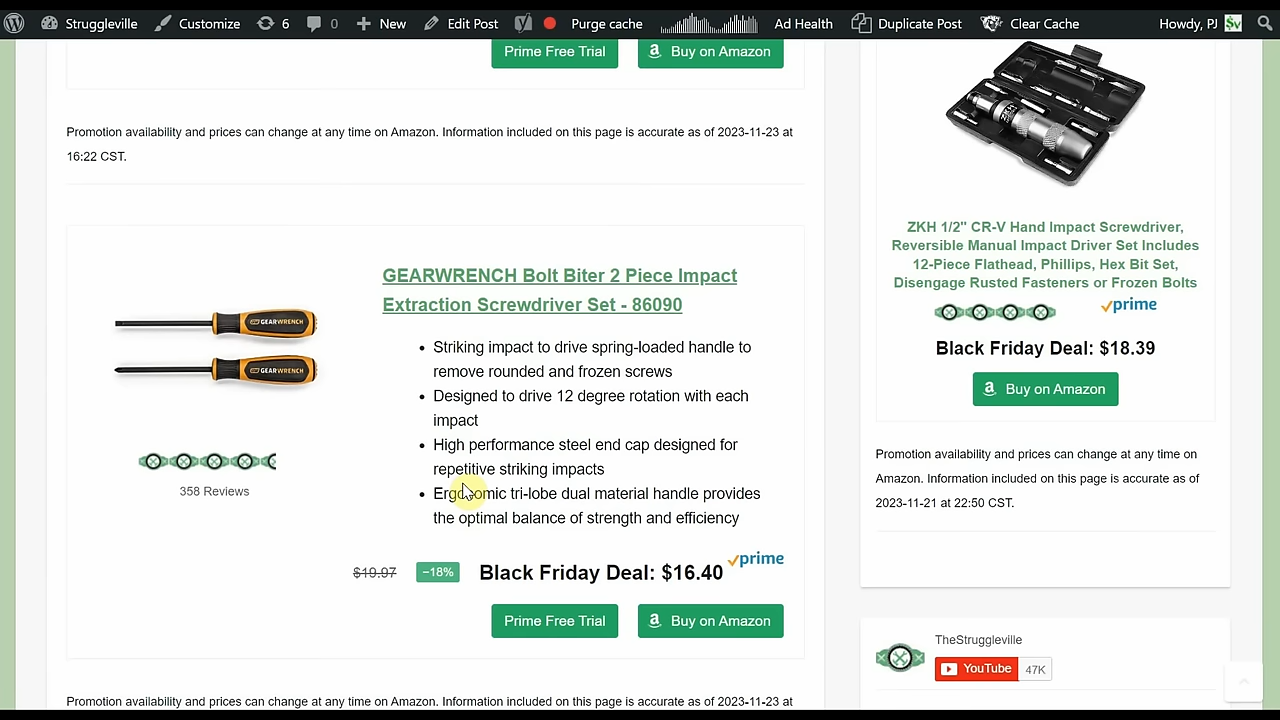 Struggleville
Customize
6
0
New
Edit Post
Purge cache
Ad Health
Duplicate Post
Clear Cache
Howdy, PJ
Prime Free Trial
a Buy on Amazon
Promotion availability and prices can change at any time on Amazon. Information included on this page is accurate as of 2023-11-23 at
16:22 CST.
GEARWRENCH
GEARWRENCH
358 Reviews
GEARWRENCH Bolt Biter 2 Piece Impact
Extraction Screwdriver Set - 86090
• Striking impact to drive spring-loaded handle to
remove rounded and frozen screws
• Designed to drive 12 degree rotation with each
impact
• High performance steel end cap designed for
repetitive striking impacts
• Ergonomic tri-lobe dual material handle provides
the optimal balance of strength and efficiency
$19.97
−18%
Black Friday Deal: $16.40
prime
Prime Free Trial
a Buy on Amazon
Promotion availability and prices can change at any time on Amazon. Information included on this page is accurate as of 2023-11-23 at
ZKH
ZKH 1/2" CR-V Hand Impact Screwdriver,
Reversible Manual Impact Driver Set Includes
12-Piece Flathead, Phillips, Hex Bit Set,
Disengage Rusted Fasteners or Frozen Bolts
prime
Black Friday Deal: $18.39
a Buy on Amazon
Promotion availability and prices can change at any time on
Amazon. Information included on this page is accurate as of
2023-11-21 at 22:50 CST.
TheStruggleville
YouTube
47K